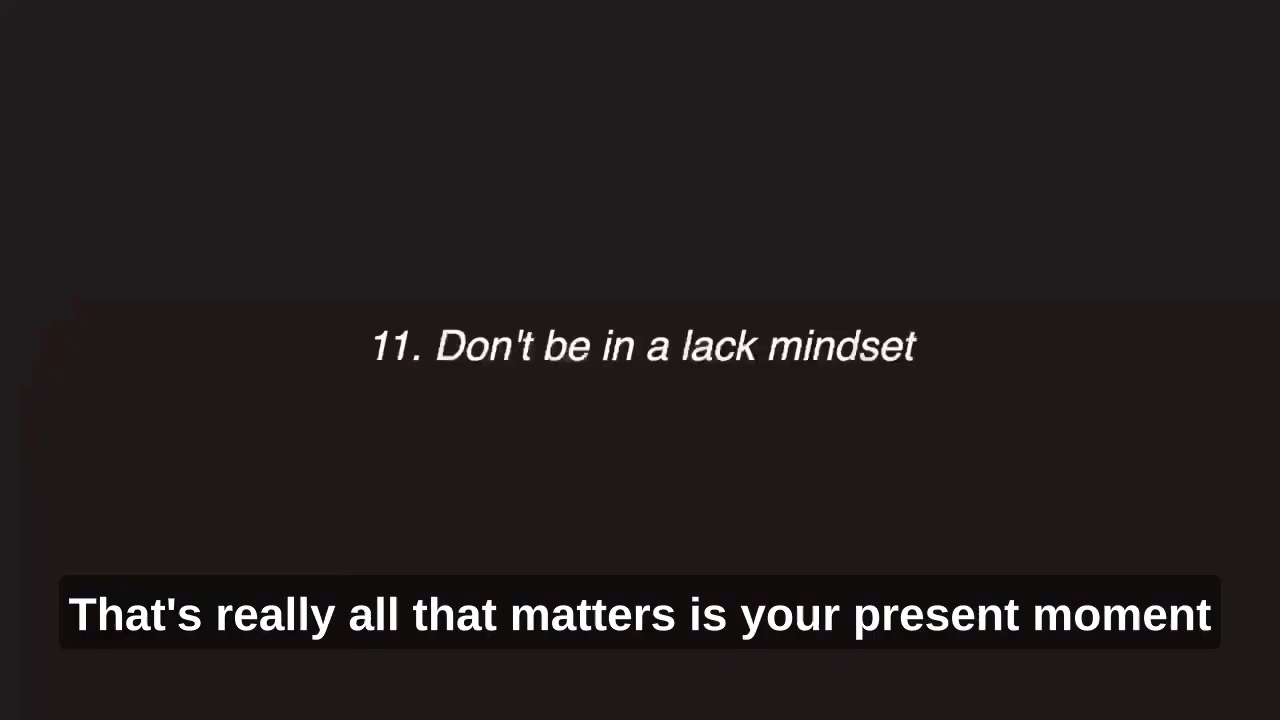 11. Don't be in a lack mindset
That's really all that matters is your present moment